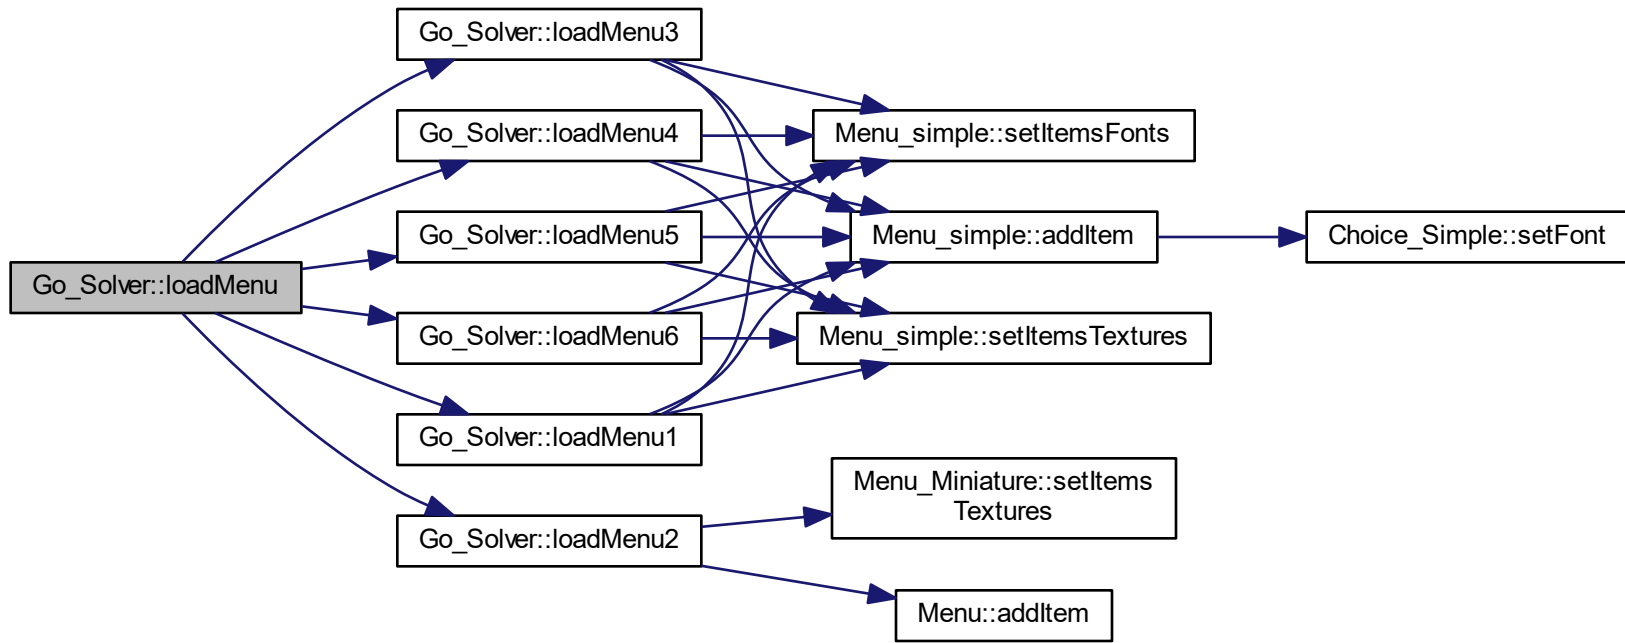 Go_Solver::loadMenu
Go_Solver::loadMenu3
Go_Solver::loadMenu4
Go_Solver::loadMenu5
Go_Solver::loadMenu6
Go_Solver::loadMenu1
Go_Solver::loadMenu2
Menu_simple::setItemsFonts
Menu_simple::addItem
Menu_simple::setItemsTextures
Menu_Miniature::setItems
Textures
Menu::addItem
Choice_Simple::setFont